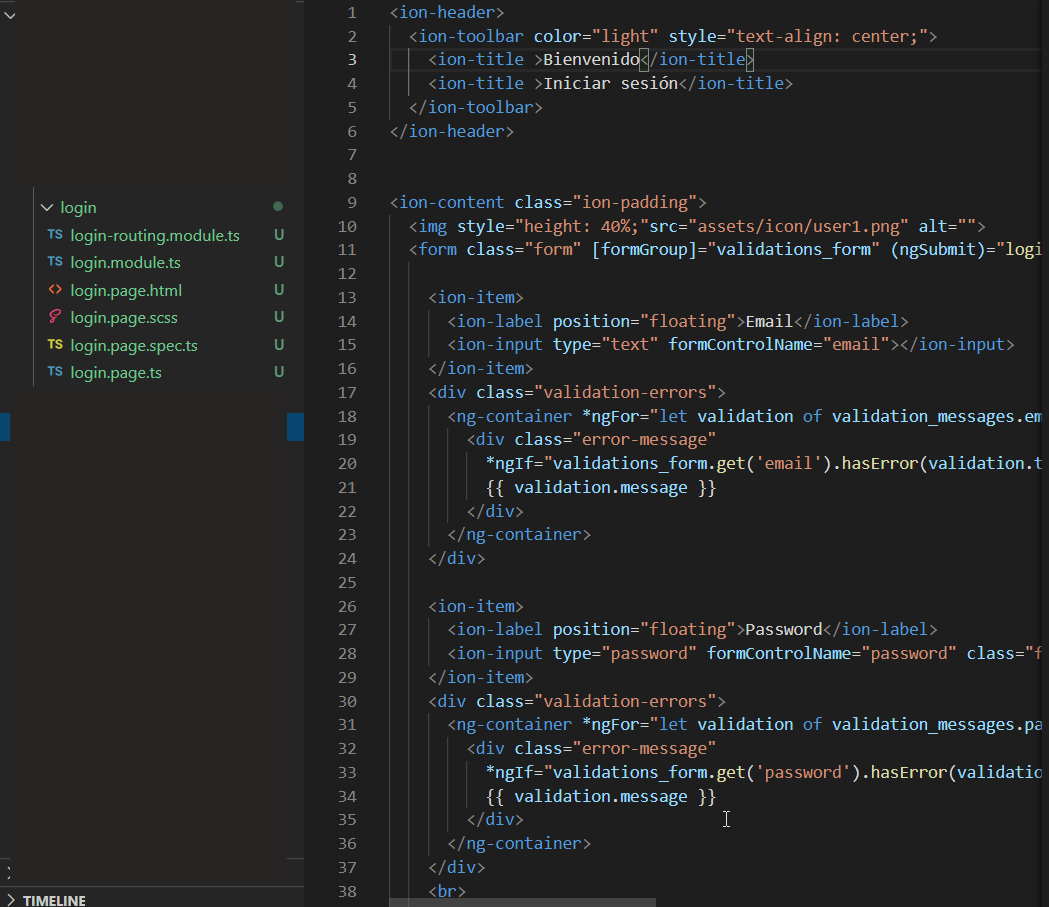 login
TS login-routing.module.ts U
TS login.module.ts U
<> login.page.html U
login.page.scss U
TS login.page.spec.ts U
TS login.page.ts U
TIMELINE
1 <ion-header>
2 <ion-toolbar color="light" style="text-align: center;">
3 <ion-title >Bienvenido</ion-title>
4 <ion-title >Iniciar sesión</ion-title>
5 </ion-toolbar>
6 </ion-header>
7
8
9 <ion-content class="ion-padding">
10 <img style="height: 40%;"src="assets/icon/user1.png" alt="">
11 <form class="form" [formGroup]="validations_form" (ngSubmit)="logi
12
13 <ion-item>
14 <ion-label position="floating">Email</ion-label>
15 <ion-input type="text" formControlName="email"></ion-input>
16 </ion-item>
17 <div class="validation-errors">
18 <ng-container *ngFor="let validation of validation_messages.em
19 <div class="error-message"
20 *ngIf="validations_form.get('email').hasError(validation.t
21 {{ validation.message }}
22 </div>
23 </ng-container>
24 </div>
25
26 <ion-item>
27 <ion-label position="floating">Password</ion-label>
28 <ion-input type="password" formControlName="password" class="f
29 </ion-item>
30 <div class="validation-errors">
31 <ng-container *ngFor="let validation of validation_messages.pa
32 <div class="error-message"
33 *ngIf="validations_form.get('password').hasError(validatio
34 {{ validation.message }}
35 </div>
36 </ng-container>
37 </div>
38 <br>